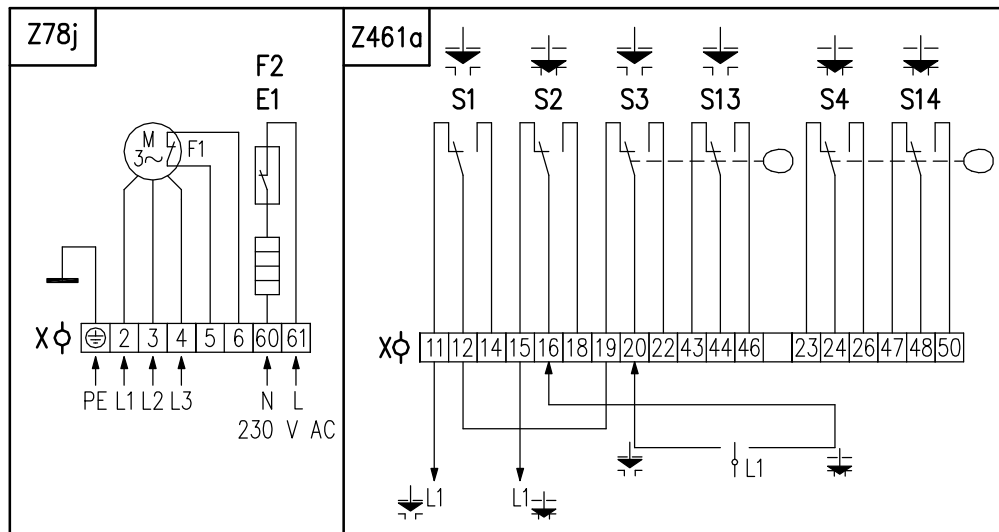 Z78j
F2
E1
M
3~
F1
X
2 3 4 5 6 60 61
PE L1 L2 L3 N L
230 V AC
Z461a
S1 S2 S3 S13 S4 S14
X
11 12 14 15 16 18 19 20 22 43 44 46 23 24 26 47 48 50
L1
L1 L1